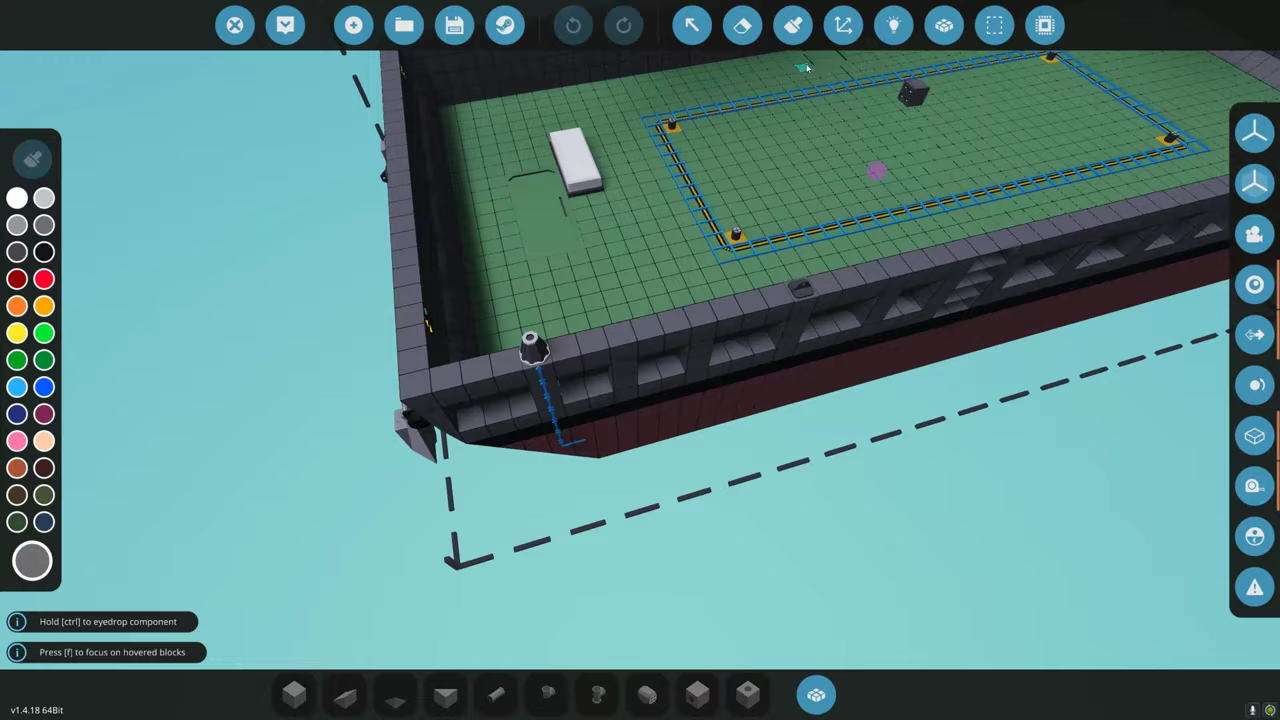 Hold [ctrl] to eyedrop component
Press [f] to focus on hovered blocks
v1.4.18 64Bit